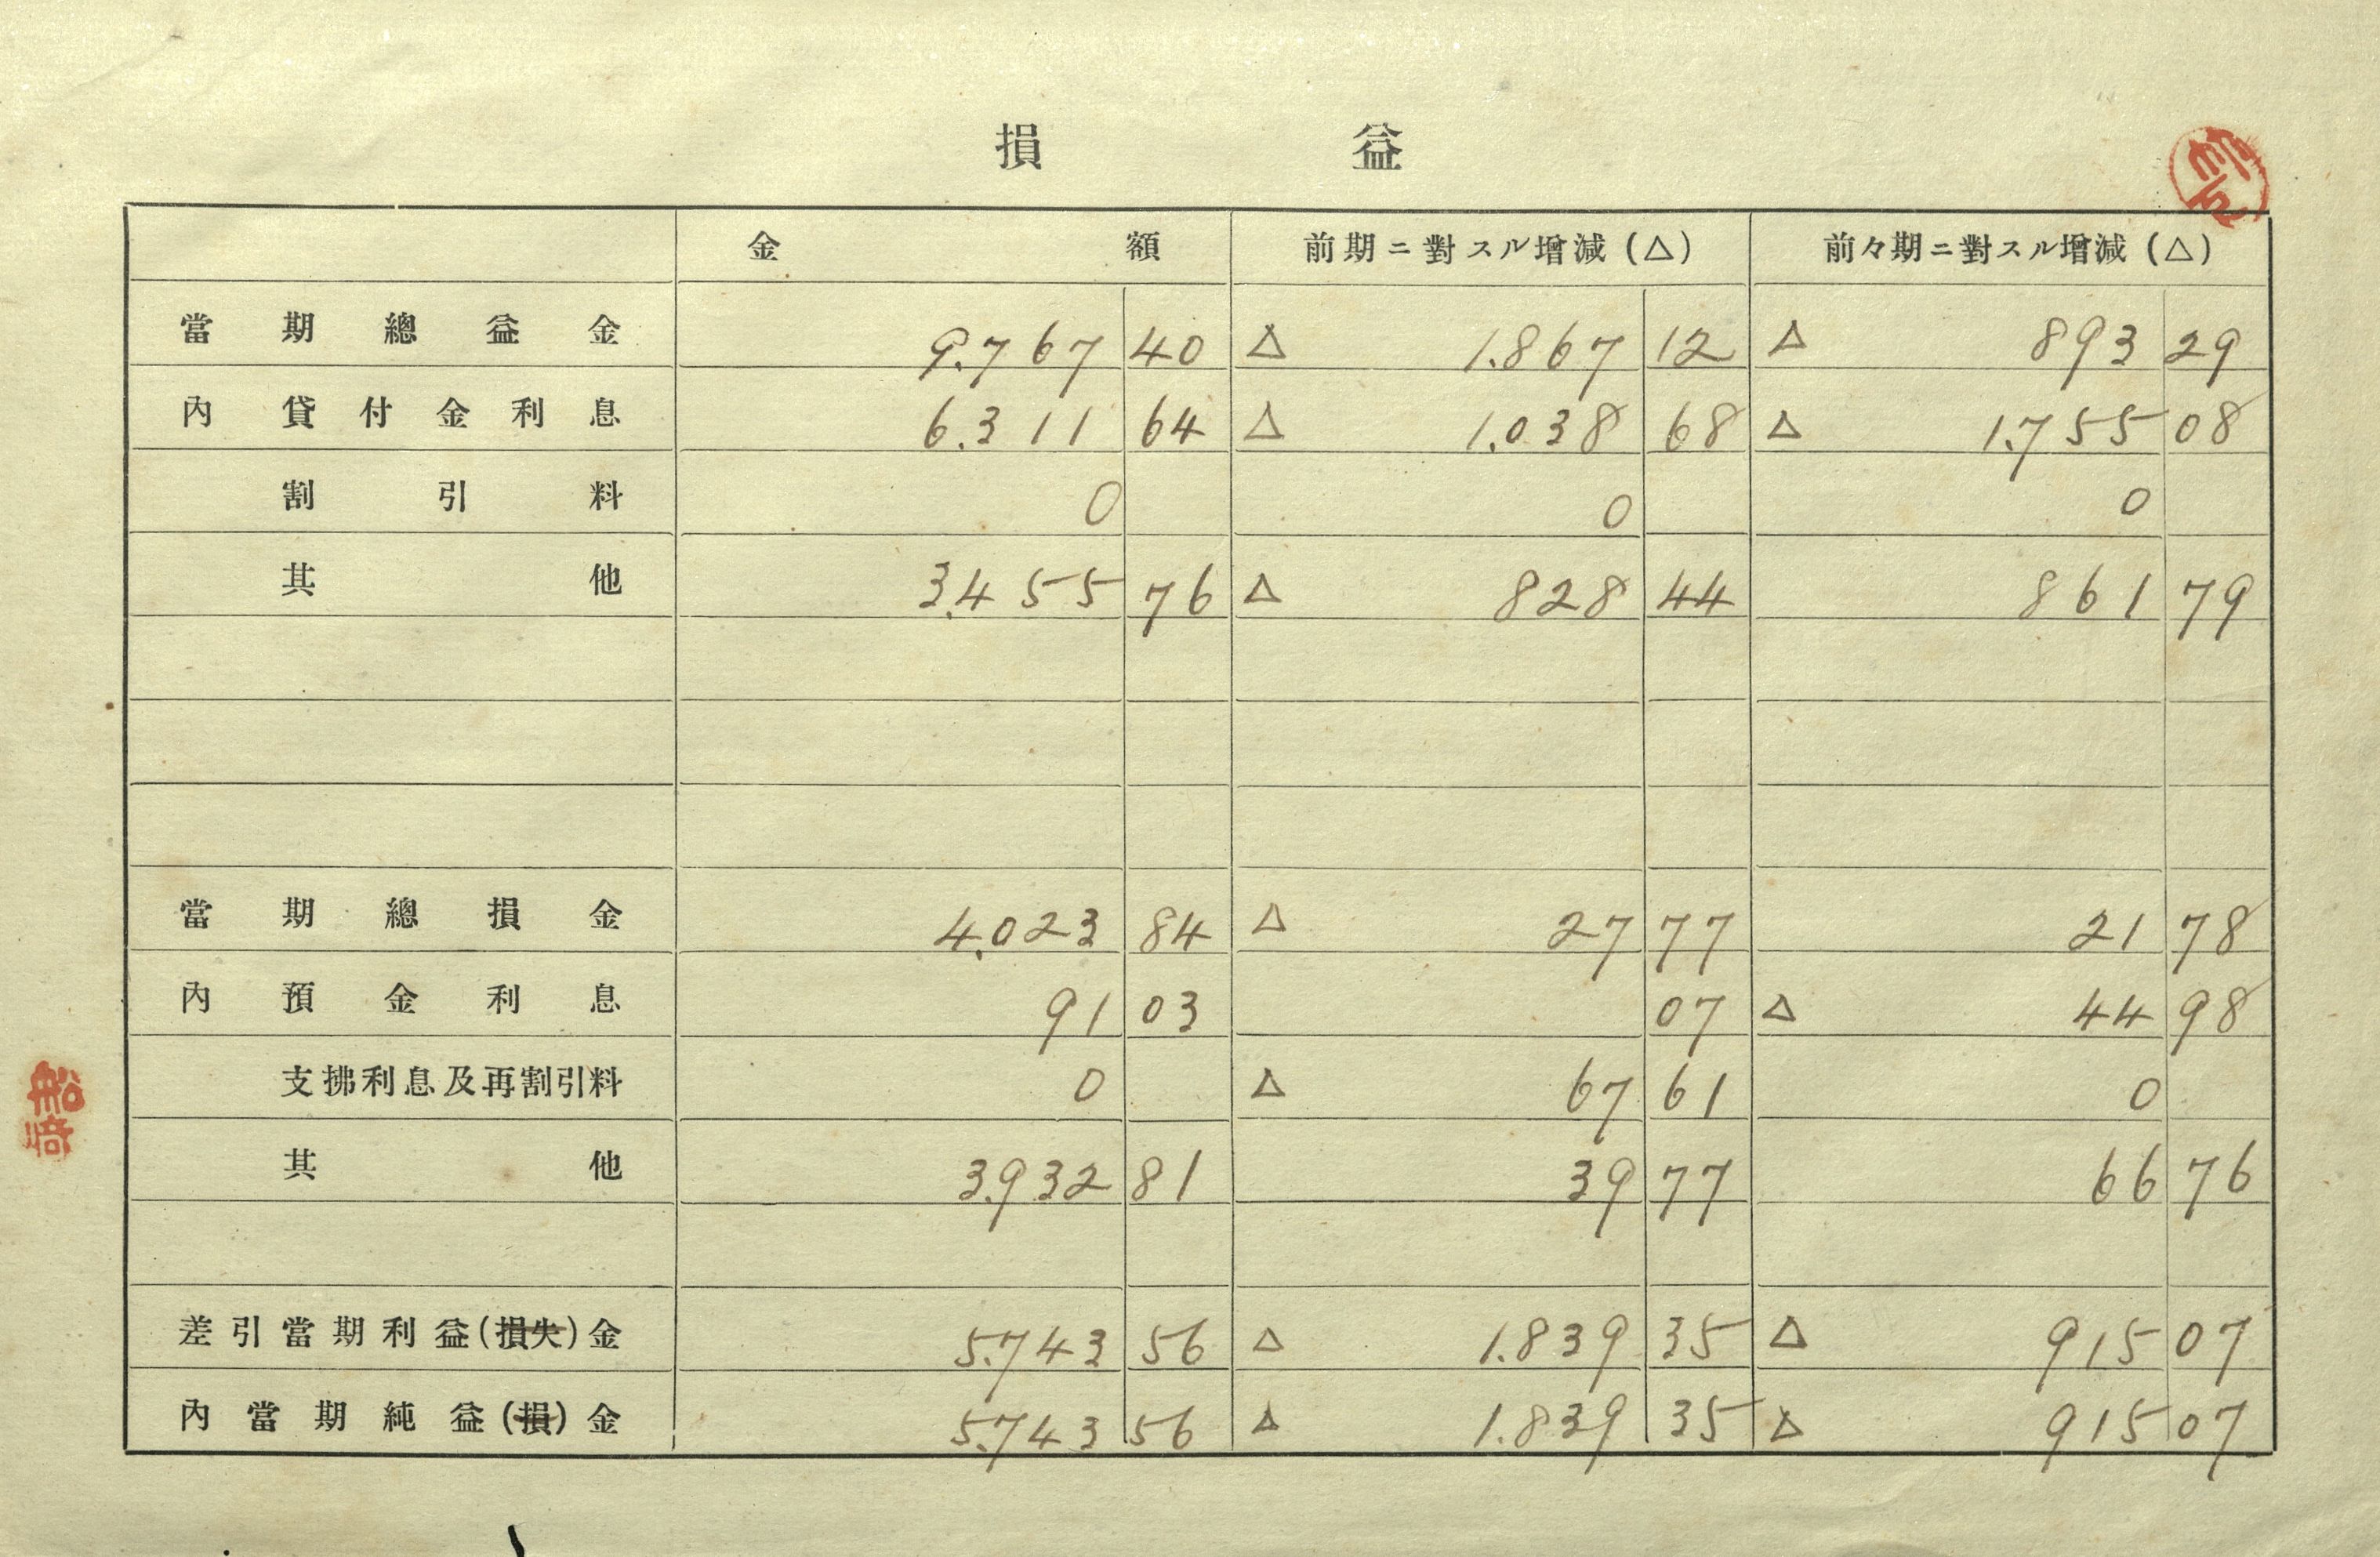 損益
金額 前期ニ對スル增減(△) 前々期ニ對スル增減(△)
當期總益金 9.767 40 △ 1.867 12 △ 893 29
內 貸付金利息 6.311 64 △ 1.038 68 △ 1.755 08
割引料 0 0 0
其他 3.455 76 △ 828 44 861 79
當期總損金 4.023 84 △ 27 77 21 78
內 預金利息 91 03 07 △ 44 98
支拂利息及再割引料 0 △ 67 61 0
其他 3.932 81 39 77 66 76
差引當期利益(損失)金 5.743 56 △ 1.839 35 △ 915 07
內當期純益(損)金 5.743 56 △ 1.839 35 △ 915 07